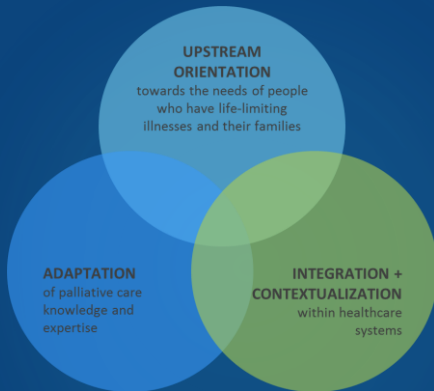 UPSTREAM
ORIENTATION
towards the needs of people
who have life-limiting
illnesses and their families
ADAPTATION
of palliative care
knowledge and
expertise
INTEGRATION +
CONTEXTUALIZATION
within healthcare
systems